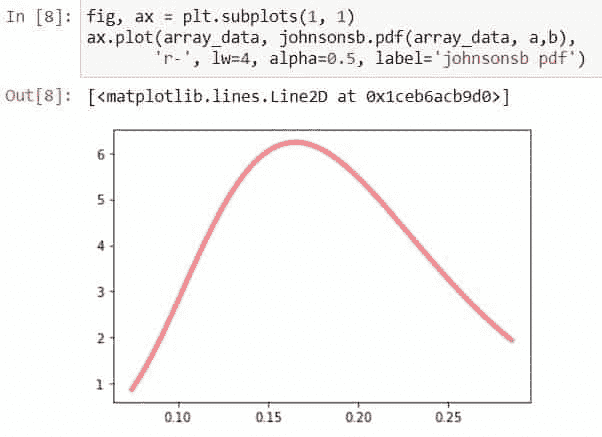 In [8]: fig, ax = plt.subplots(1, 1)
ax.plot(array_data, johnsonsb.pdf(array_data, a,b),
'r-', lw=4, alpha=0.5, label='johnsonsb pdf')
Out[8]: [<matplotlib.lines.Line2D at 0x1ceb6acb9d0>]
6
5
4
3
2
1
0.10 0.15 0.20 0.25